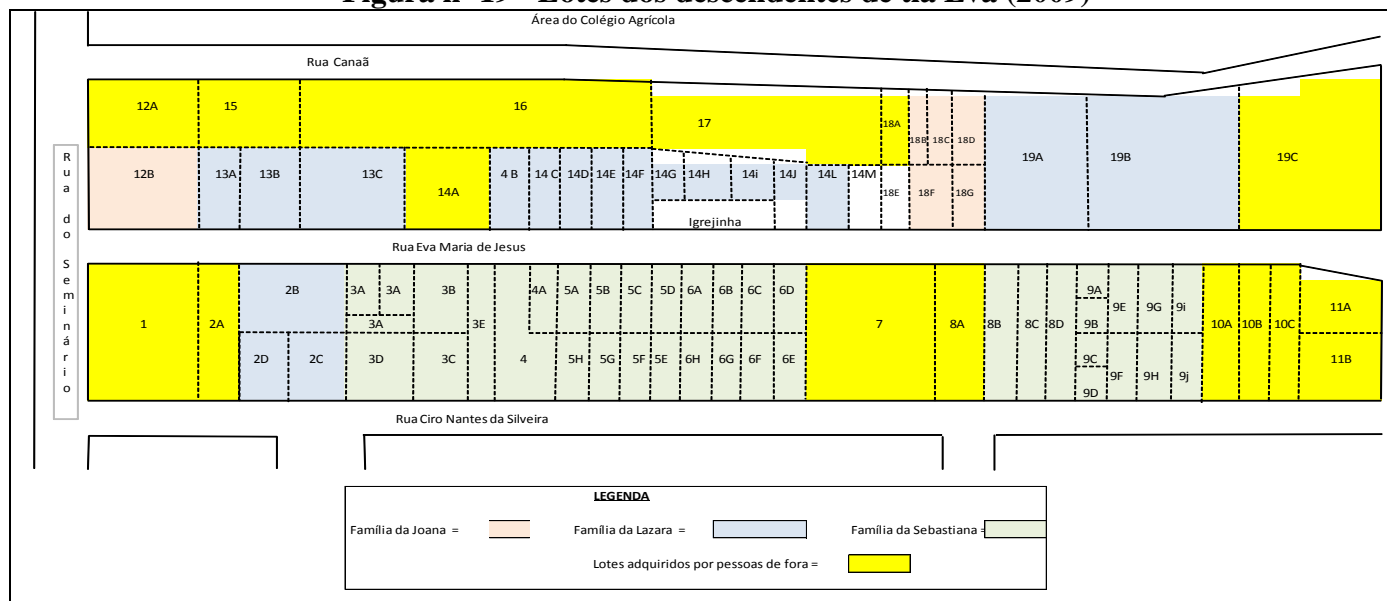 Figura nº 19 - Lotes dos descendentes de tia Eva (2009)
Área do Colégio Agrícola
Rua Canaã
12A 15 16 17 18A 18B 18C 18D 19A 19B 19C
12B 13A 13B 13C 14A 4 B 14 C 14D 14E 14F 14G 14H 14i 14J 14L 14M 18E 18F 18G
Igrejinha
Rua do Seminário
Rua Eva Maria de Jesus
1 2A 2B 3A 3A 3B 3E 4A 5A 5B 5C 5D 6A 6B 6C 6D 7 8A 8B 8C 8D 9A 9E 9G 9i 10A 10B 10C 11A
3A 9B
2D 2C 3D 3C 4 5H 5G 5F 5E 6H 6G 6F 6E 9C 9F 9H 9j 11B
9D
Rua Ciro Nantes da Silveira
LEGENDA
Família da Joana = Família da Lazara = Família da Sebastiana =
Lotes adquiridos por pessoas de fora =